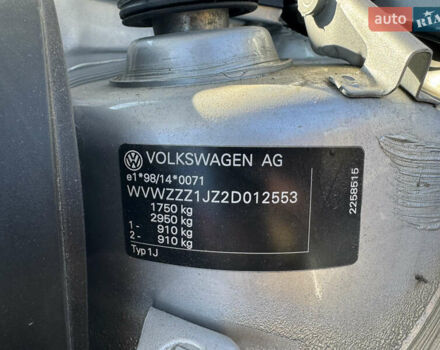 auto RIA
VOLKSWAGEN AG
e1*98/14*0071
WVWZZZ1JZ2D012553
1750 kg
2950 kg
1- 910 kg
2- 910 kg
Typ 1J
2258515